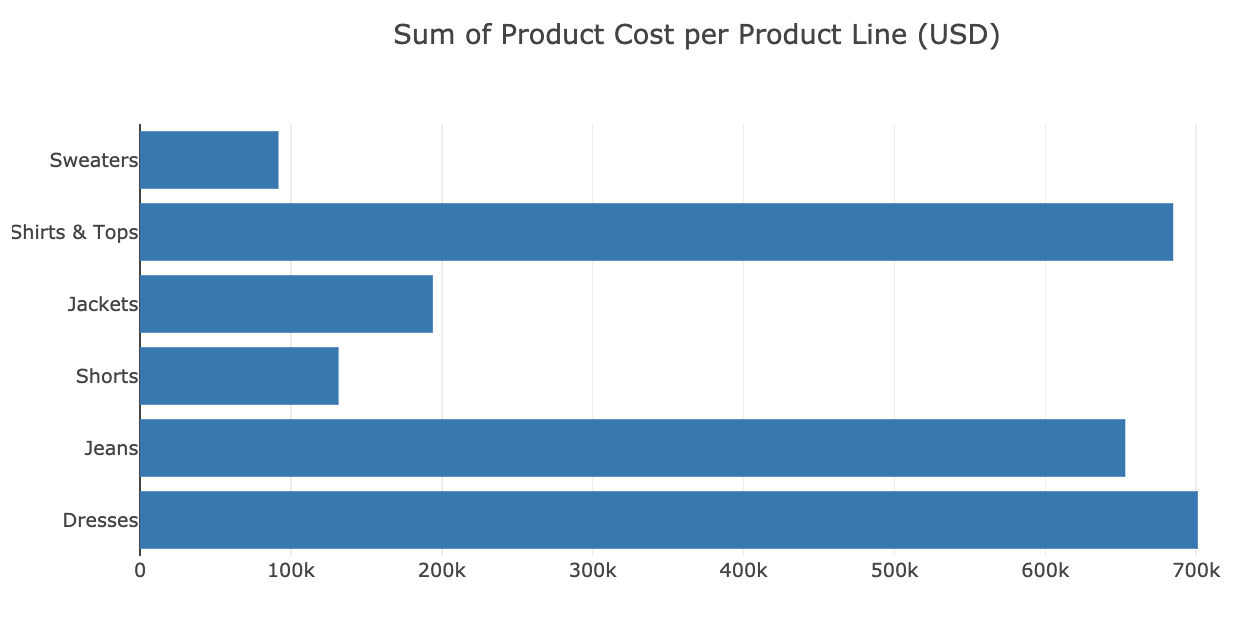 Sum of Product Cost per Product Line (USD)
Sweaters
Shirts & Tops
Jackets
Shorts
Jeans
Dresses
0 100k 200k 300k 400k 500k 600k 700k